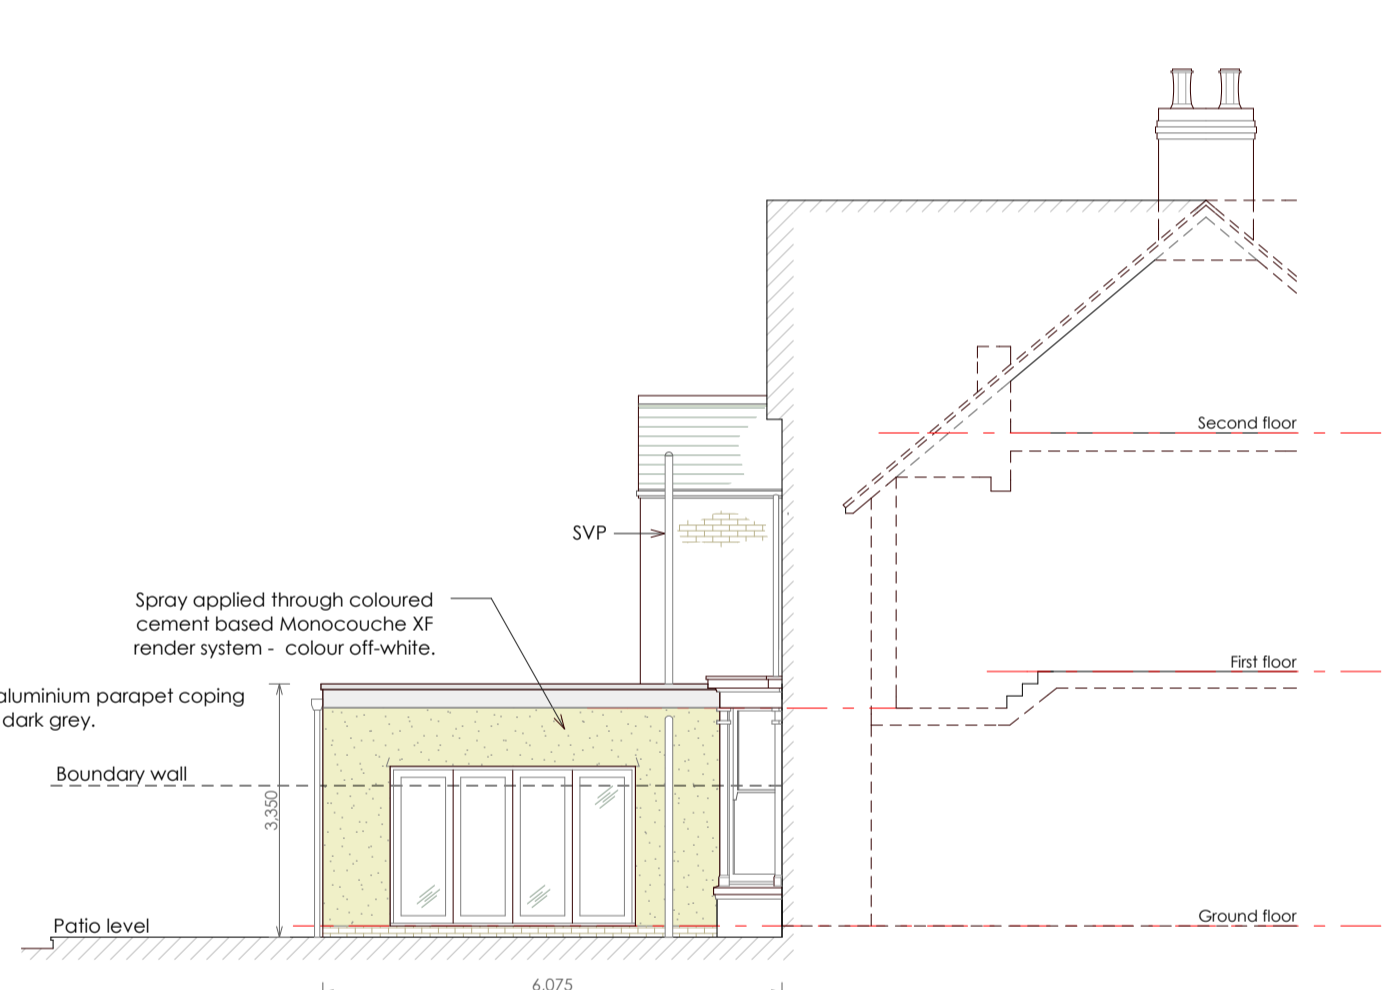 Second floor
SVP
Spray applied through coloured
cement based Monocouche XF
render system -  colour off-white.
First floor
aluminium parapet coping
dark grey.
Boundary wall
3,350
Patio level
Ground floor
6,075